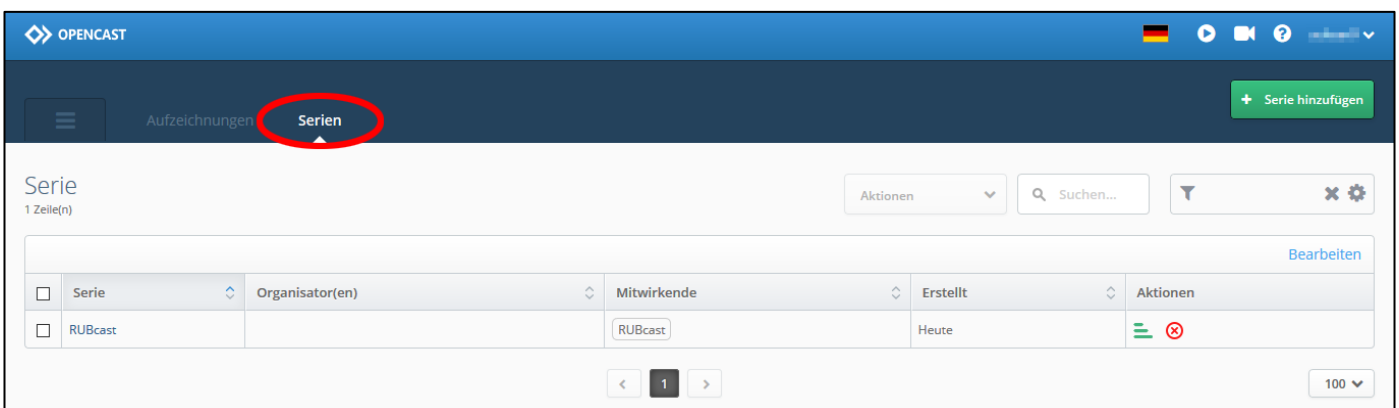 OPENCAST
Aufzeichnungen Serien + Serie hinzufügen
Serie
1 Zeile(n)
Aktionen Suchen...
Bearbeiten
Serie Organisator(en) Mitwirkende Erstellt Aktionen
RUBcast RUBcast Heute
< 1 >
100